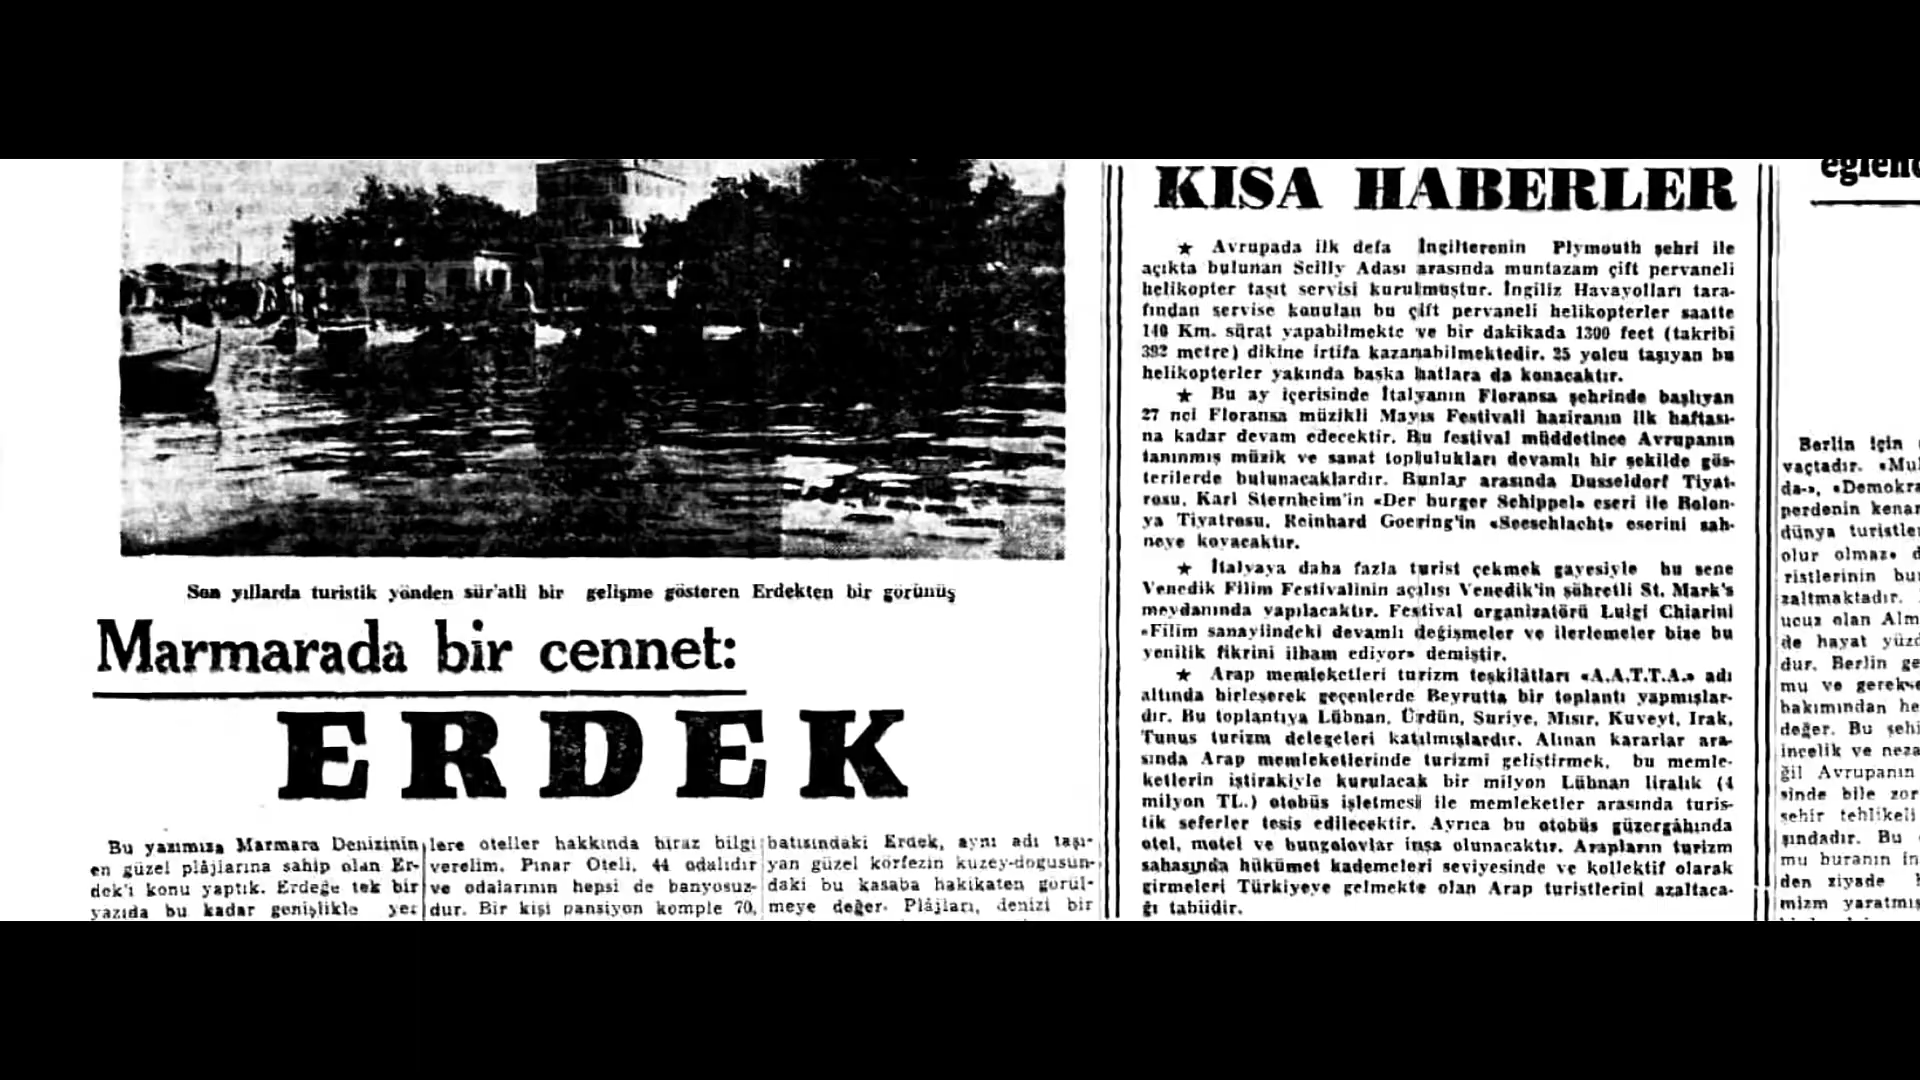 Son yıllarda turistik yönden sür'atli bir gelişme gösteren Erdekten bir görünüş
Marmarada bir cennet:
ERDEK
Bu yazımıza Marmara Denizinin
en güzel plâjlarına sahip olan Er-
dek'i konu yaptık. Erdeğe tek bir
yazıda bu kadar genişlikle yer
lere oteller hakkında biraz bilgi
verelim. Pınar Oteli, 44 odalıdır
ve odalarının hepsi de banyosuz-
dur. Bir kişi pansiyon komple 70,
batısındaki Erdek, aynı adı taşı-
yan güzel körfezin kuzey-doğusun-
daki bu kasaba hakikaten görül-
meye değer. Plâjları, denizi bir
KISA HABERLER
★ Avrupada ilk defa İngilterenin Plymouth şehri ile
açıkta bulunan Scilly Adası arasında muntazam çift pervaneli
helikopter taşıt servisi kurulmuştur. İngiliz Havayolları tara-
fından servise konulan bu çift pervaneli helikopterler saatte
140 Km. sürat yapabilmekte ve bir dakikada 1300 feet (takribi
392 metre) dikine irtifa kazanabilmektedir. 25 yolcu taşıyan bu
helikopterler yakında başka hatlara da konacaktır.
★ Bu ay içerisinde İtalyanın Floransa şehrinde başlıyan
27 nci Floransa müzikli Mayıs Festivali haziranın ilk haftası-
na kadar devam edecektir. Bu festival müddetince Avrupanın
tanınmış müzik ve sanat toplulukları devamlı bir şekilde gös-
terilerde bulunacaklardır. Bunlar arasında Dusseldorf Tiyat-
rosu, Karl Sternheim'in «Der burger Schippel» eseri ile Bolon-
ya Tiyatrosu, Reinhard Goering'in «Seeschlacht» eserini sah-
neye koyacaktır.
★ İtalyaya daha fazla turist çekmek gayesiyle bu sene
Venedik Filim Festivalinin açılışı Venedik'in şöhretli St. Mark's
meydanında yapılacaktır. Festival organizatörü Luigi Chiarini
«Filim sanayiindeki devamlı değişmeler ve ilerlemeler bize bu
yenilik fikrini ilham ediyor» demiştir.
★ Arap memleketleri turizm teşkilâtları «A.A.T.T.A.» adı
altında birleşerek geçenlerde Beyrutta bir toplantı yapmışlar-
dır. Bu toplantıya Lübnan, Ürdün, Suriye, Mısır, Kuveyt, Irak,
Tunus turizm delegeleri katılmışlardır. Alınan kararlar ara-
sında Arap memleketlerinde turizmi geliştirmek, bu memle-
ketlerin iştirakiyle kurulacak bir milyon Lübnan liralık (4
milyon TL.) otobüs işletmesi ile memleketler arasında turis-
tik seferler tesis edilecektir. Ayrıca bu otobüs güzergâhında
otel, motel ve bungolovlar inşa olunacaktır. Arapların turizm
sahasında hükümet kademeleri seviyesinde ve kollektif olarak
girmeleri Türkiyeye gelmekte olan Arap turistlerini azaltaca-
ğı tabiidir.
Berlin için
vaçtadır. «Mu
da-», «Demokra
perdenin kenar
dünya turistle
olur olmaz» d
ristlerinin bu
zaltmaktadır.
ucuz olan Alm
de hayat yüz
dur. Berlin ge
mu ve gerekse
bakımından he
değer. Bu şehi
incelik ve neza
ğil Avrupanın
sinde bile zor
şehir tehlikeli
şındadır. Bu
mu buranın in
den ziyade
mizm yaratmış